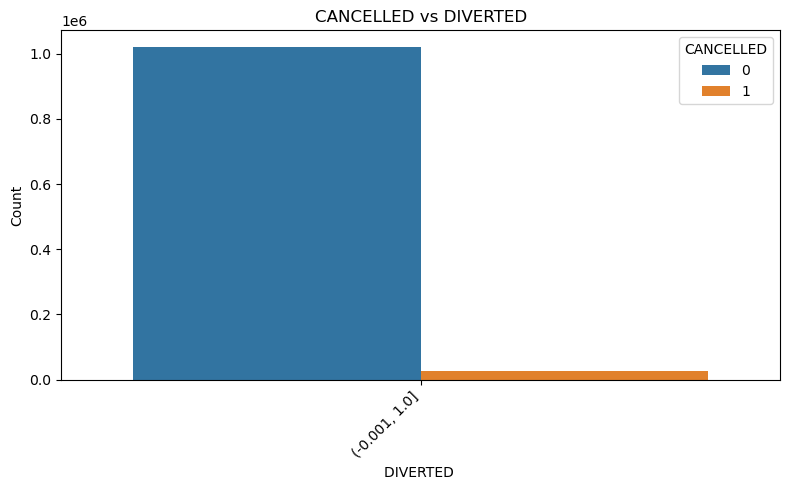 CANCELLED vs DIVERTED
1e6
CANCELLED
0
1
1.0
0.8
0.6
0.4
0.2
0.0
Count
(-0.001, 1.0]
DIVERTED